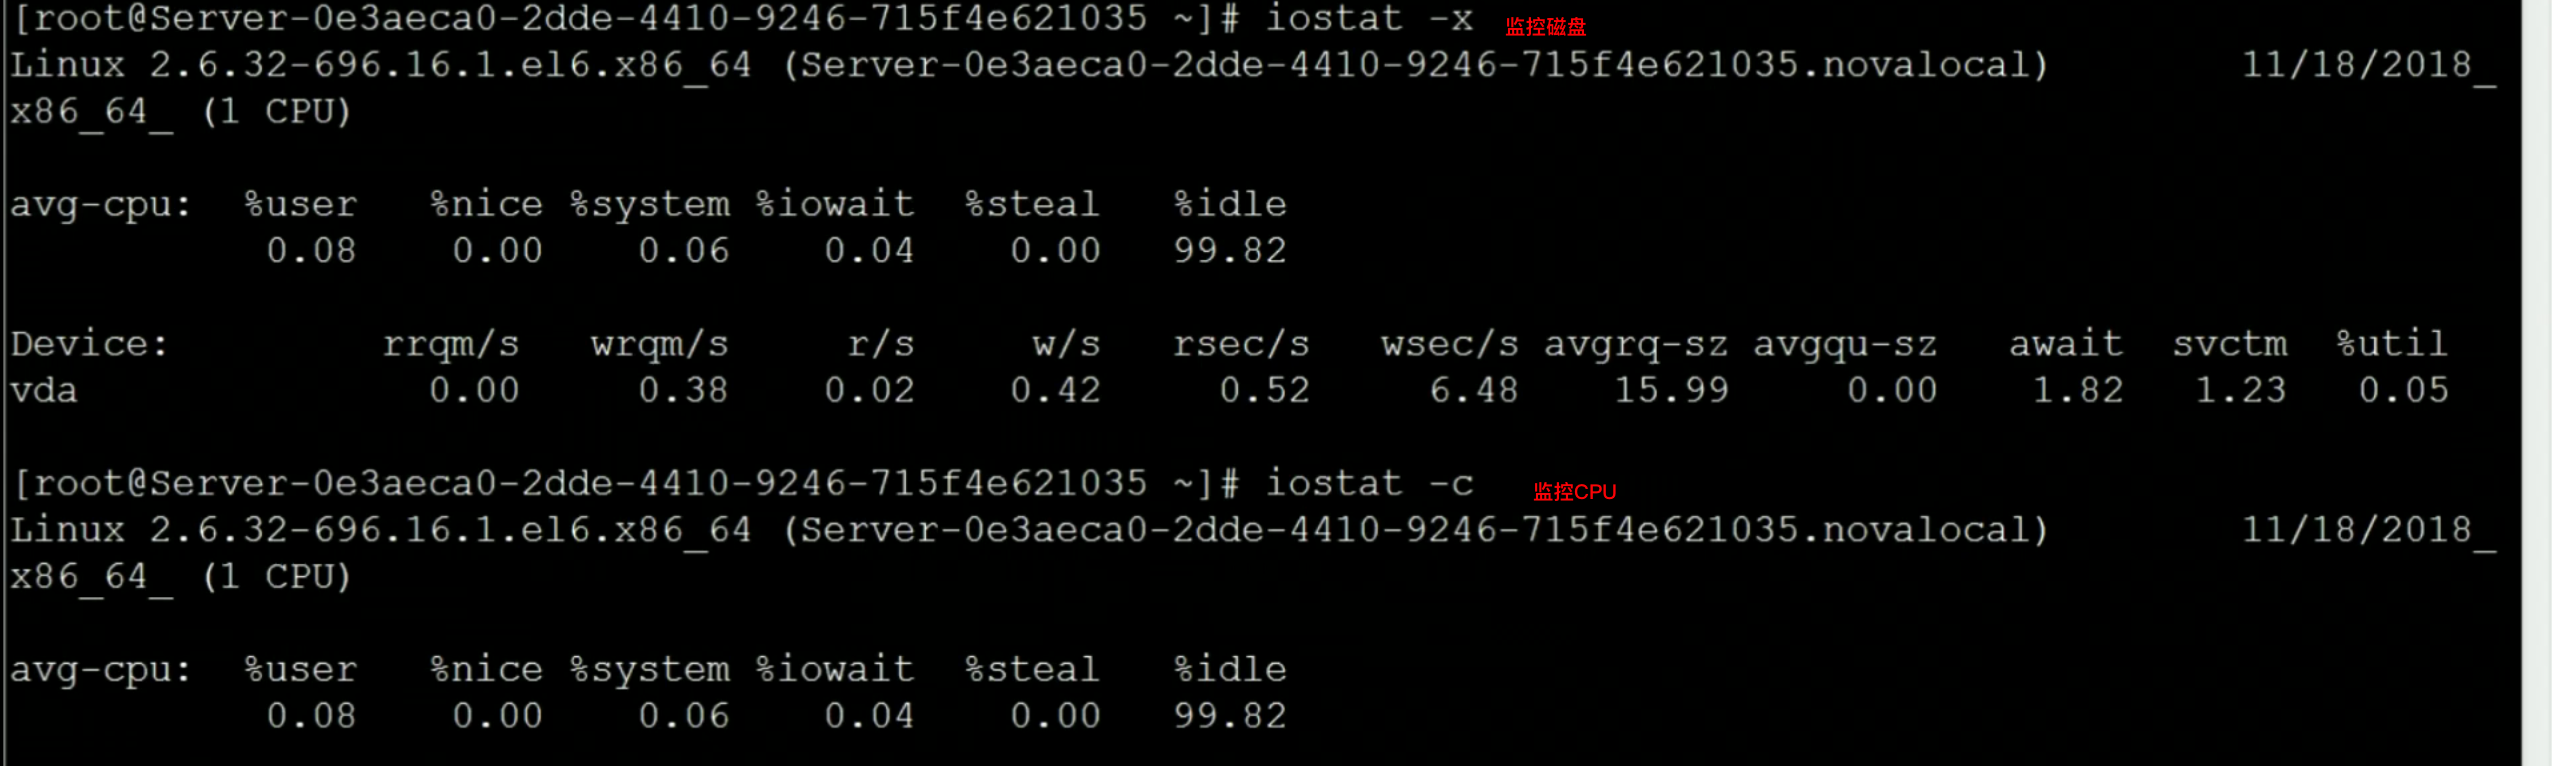 [root@Server-0e3aeca0-2dde-4410-9246-715f4e621035 ~]# iostat -x 监控磁盘
Linux 2.6.32-696.16.1.el6.x86_64 (Server-0e3aeca0-2dde-4410-9246-715f4e621035.novalocal) 11/18/2018_
x86_64_ (1 CPU)
avg-cpu: %user %nice %system %iowait %steal %idle
0.08 0.00 0.06 0.04 0.00 99.82
Device: rrqm/s wrqm/s r/s w/s rsec/s wsec/s avgrq-sz avgqu-sz await svctm %util
vda 0.00 0.38 0.02 0.42 0.52 6.48 15.99 0.00 1.82 1.23 0.05
[root@Server-0e3aeca0-2dde-4410-9246-715f4e621035 ~]# iostat -c 监控CPU
Linux 2.6.32-696.16.1.el6.x86_64 (Server-0e3aeca0-2dde-4410-9246-715f4e621035.novalocal) 11/18/2018_
x86_64_ (1 CPU)
avg-cpu: %user %nice %system %iowait %steal %idle
0.08 0.00 0.06 0.04 0.00 99.82